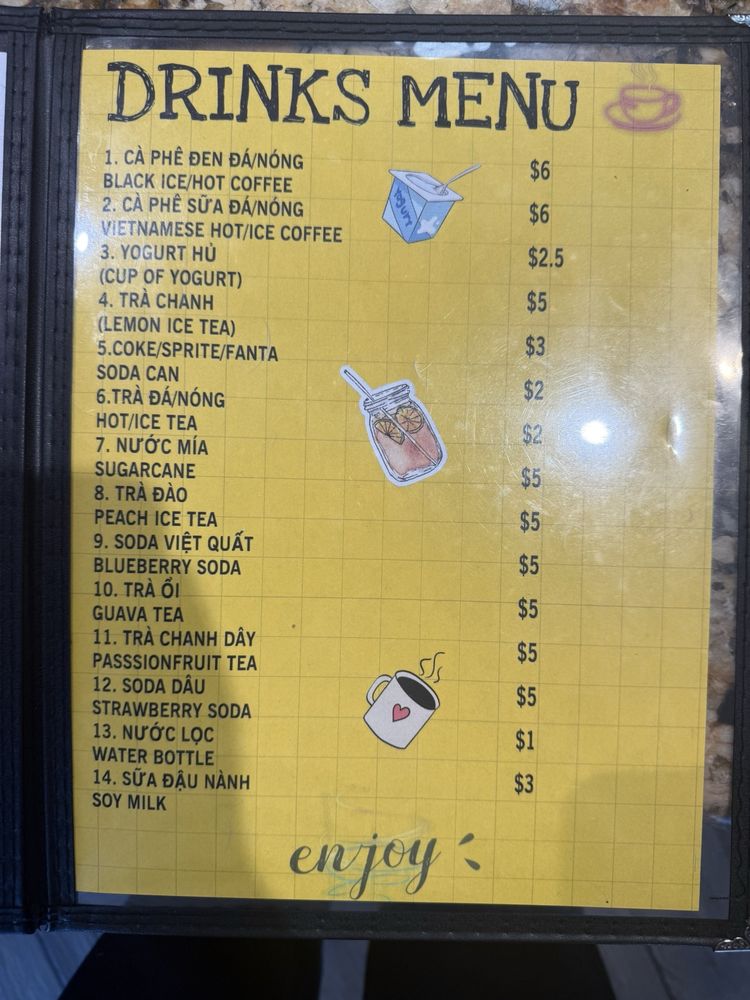 DRINKS MENU
1. CÀ PHÊ ĐEN ĐÁ/NÓNG
BLACK ICE/HOT COFFEE
$6
2. CÀ PHÊ SỮA ĐÁ/NÓNG
VIETNAMESE HOT/ICE COFFEE
$6
YOGURT
3. YOGURT HỦ
(CUP OF YOGURT)
$2.5
4. TRÀ CHANH
(LEMON ICE TEA)
$5
5.COKE/SPRITE/FANTA
SODA CAN
$3
6.TRÀ ĐÁ/NÓNG
HOT/ICE TEA
$2
7. NƯỚC MÍA
SUGARCANE
$2
8. TRÀ ĐÀO
PEACH ICE TEA
$5
9. SODA VIỆT QUẤT
BLUEBERRY SODA
$5
10. TRÀ ỔI
GUAVA TEA
$5
11. TRÀ CHANH DÂY
PASSSIONFRUIT TEA
$5
12. SODA DÂU
STRAWBERRY SODA
$5
13. NƯỚC LỌC
WATER BOTTLE
$5
14. SỮA ĐẬU NÀNH
SOY MILK
$1
$3
enjoy